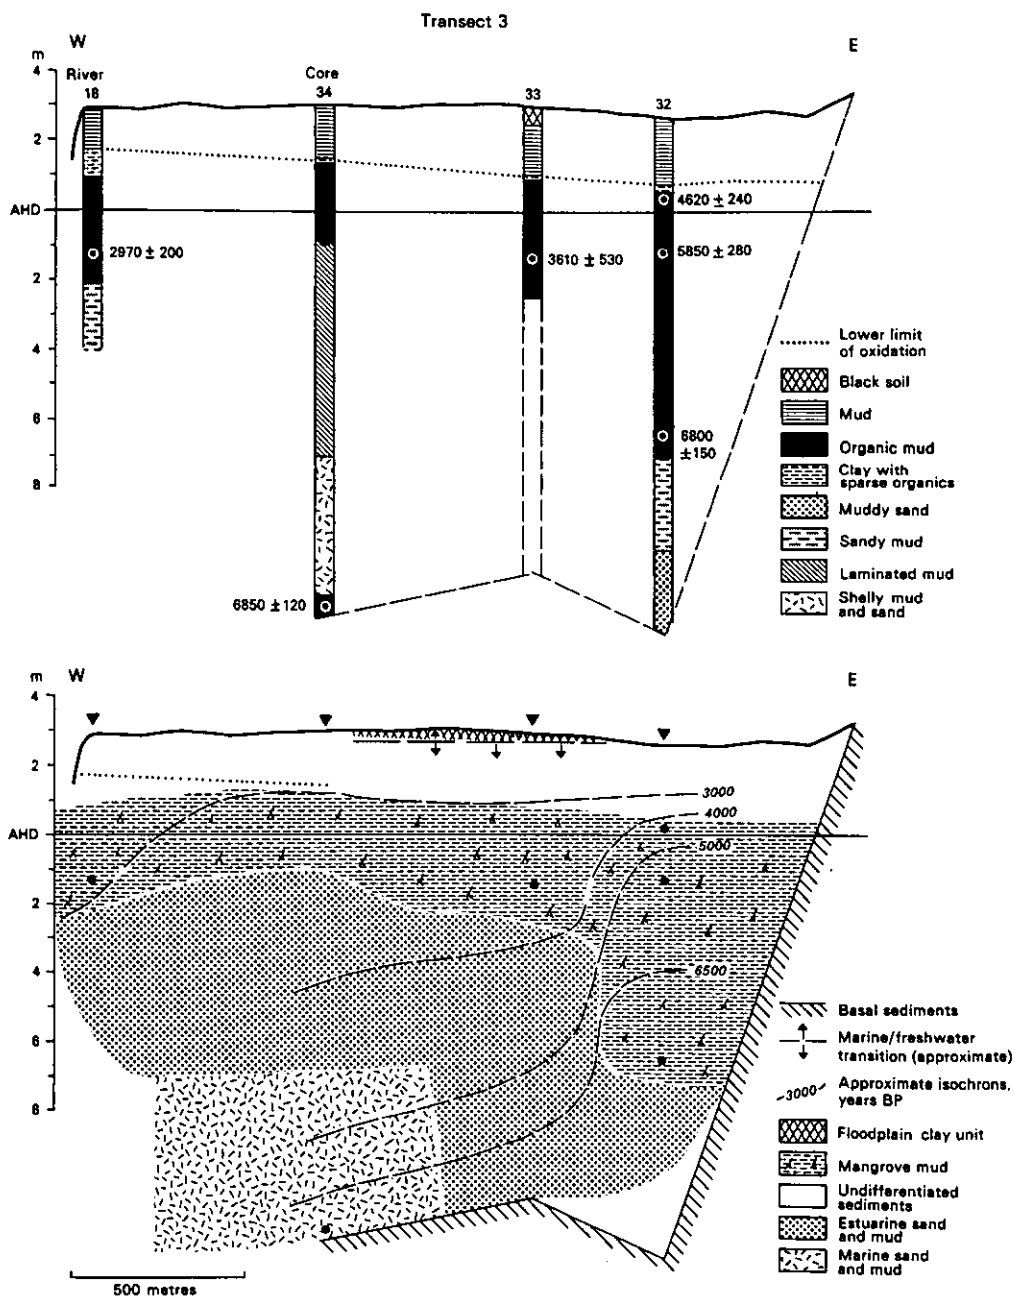 Transect 3
W
E
m
4
River
18
Core
34
33
32
2
AHD
4620 ± 240
2970 ± 200
3610 ± 530
5850 ± 280
2
4
6
6800
±150
8
6850 ±120
Lower limit
of oxidation
Black soil
Mud
Organic mud
Clay with
sparse organics
Muddy sand
Sandy mud
Laminated mud
Shelly mud
and sand
m
W
E
4
2
3000
4000
AHD
5000
2
4
6500
6
8
Basal sediments
Marine/freshwater
transition (approximate)
3000
Approximate isochrons,
years BP
Floodplain clay unit
Mangrove mud
Undifferentiated
sediments
Estuarine sand
and mud
Marine sand
and mud
500 metres